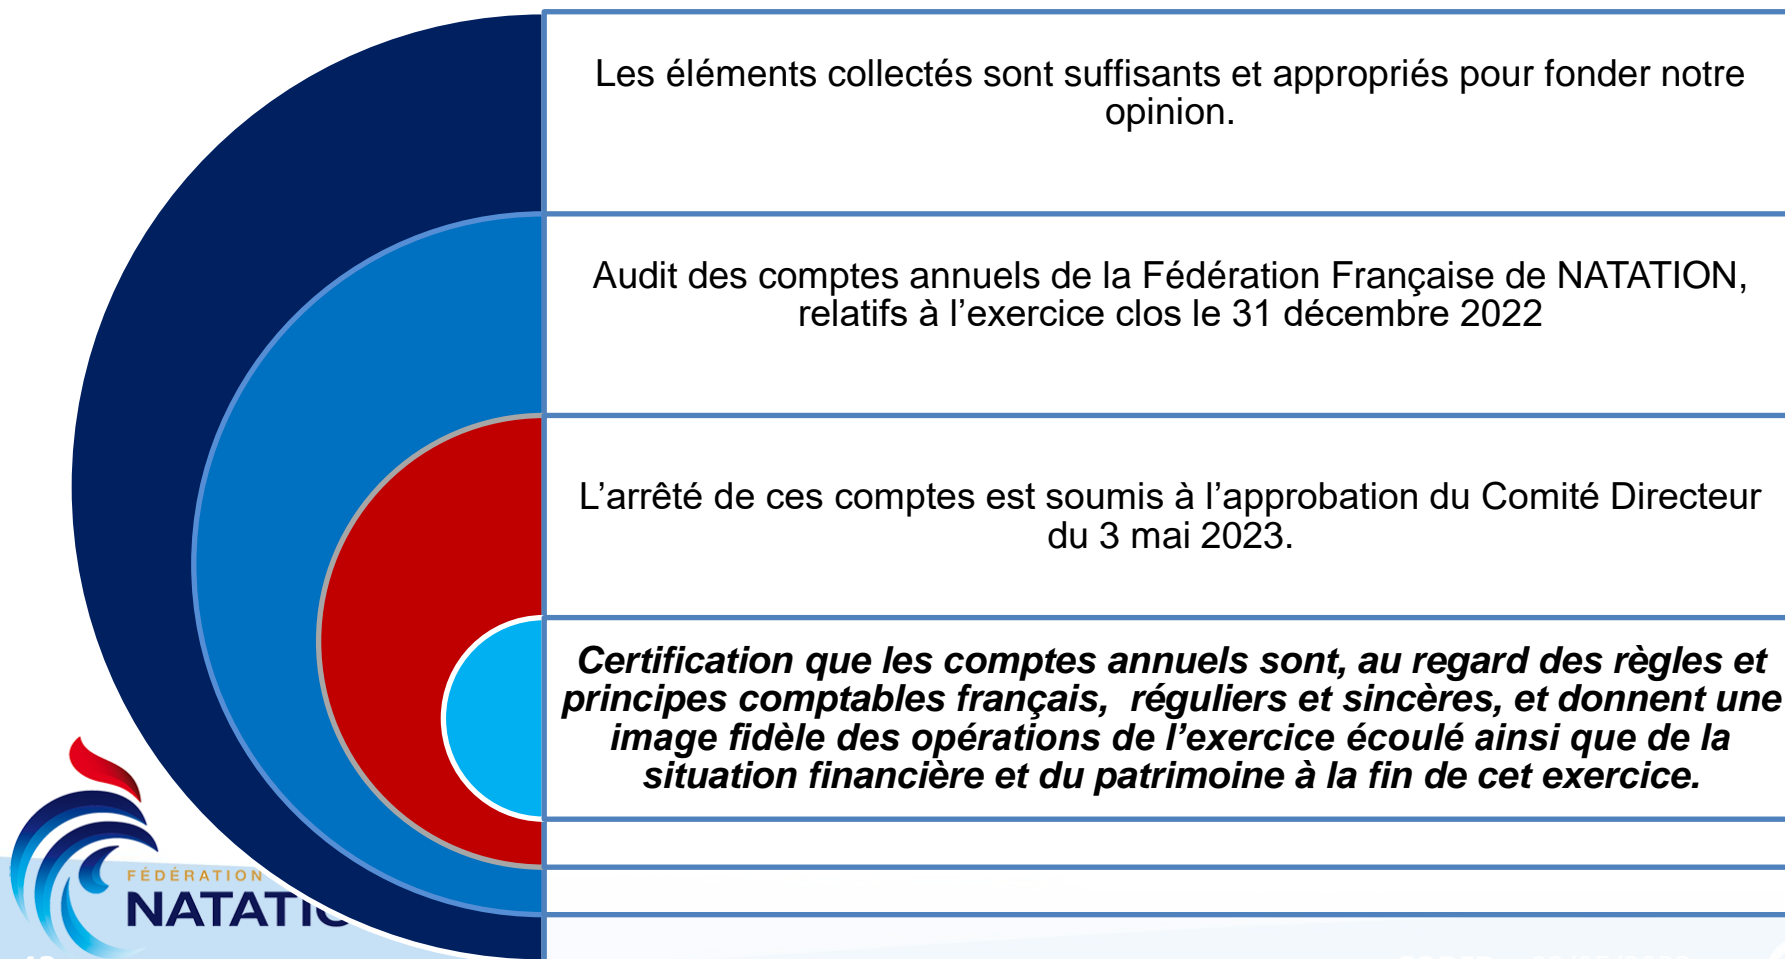 Les éléments collectés sont suffisants et appropriés pour fonder notre
opinion.
Audit des comptes annuels de la Fédération Française de NATATION,
relatifs à l’exercice clos le 31 décembre 2022
L’arrêté de ces comptes est soumis à l’approbation du Comité Directeur
du 3 mai 2023.
Certification que les comptes annuels sont, au regard des règles et
principes comptables français,  réguliers et sincères, et donnent une
image fidèle des opérations de l’exercice écoulé ainsi que de la
situation financière et du patrimoine à la fin de cet exercice.
FÉDÉRATION